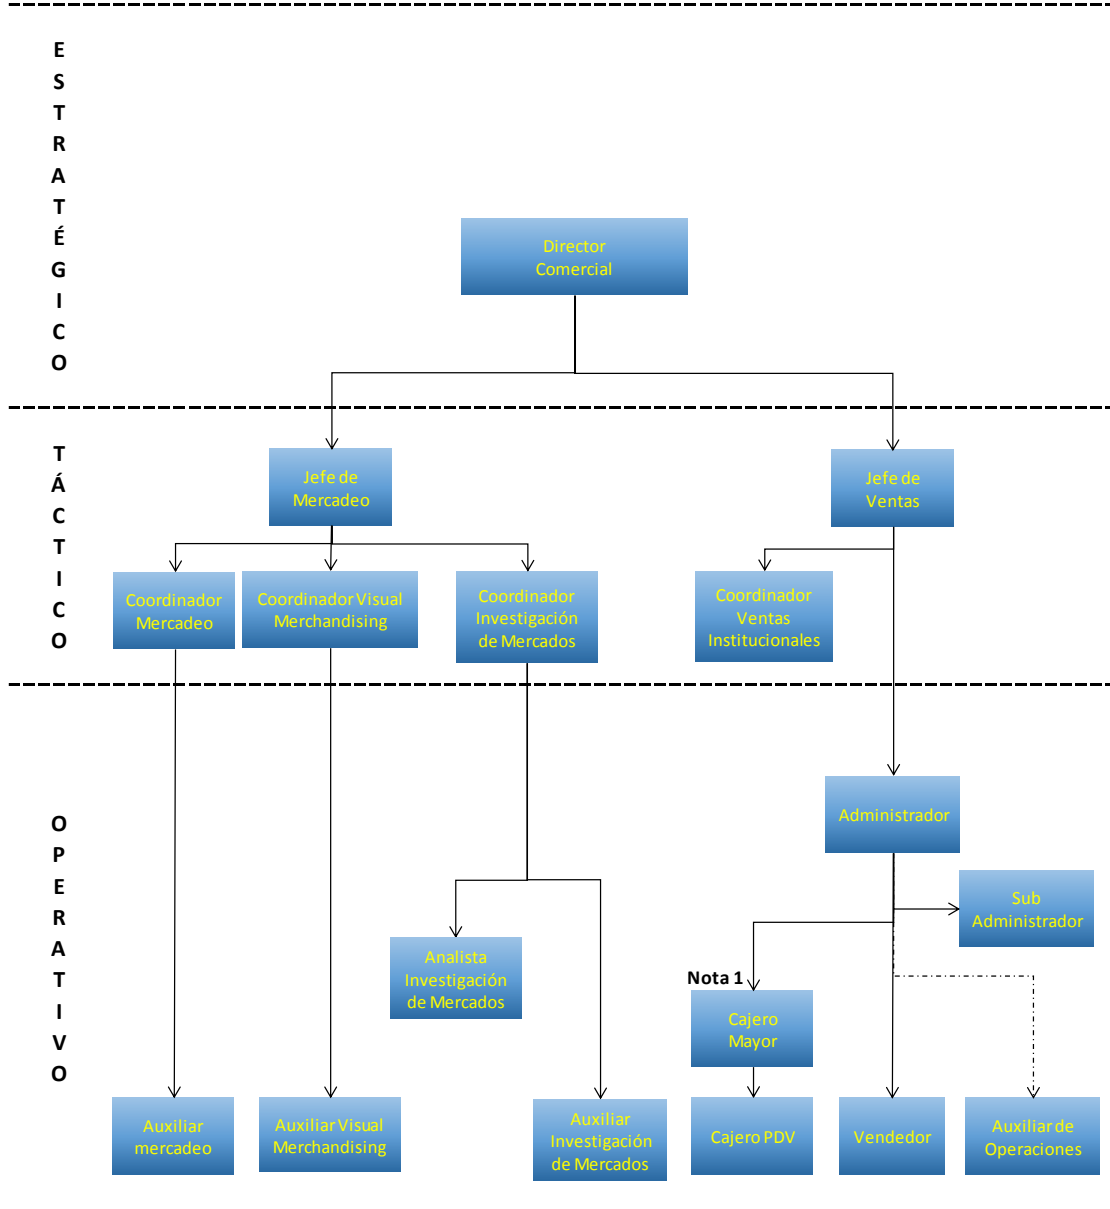 E
S
T
R
A
T
É
G
I
C
O
Director
Comercial
T
Á
C
T
I
C
O
Jefe de
Mercadeo
Jefe de
Ventas
Coordinador
Mercadeo
Coordinador Visual
Merchandising
Coordinador
Investigación
de Mercados
Coordinador
Ventas
Institucionales
O
P
E
R
A
T
I
V
O
Administrador
Sub
Administrador
Analista
Investigación
de Mercados
Nota 1
Cajero
Mayor
Auxiliar
mercadeo
Auxiliar Visual
Merchandising
Auxiliar
Investigación
de Mercados
Cajero PDV
Vendedor
Auxiliar de
Operaciones